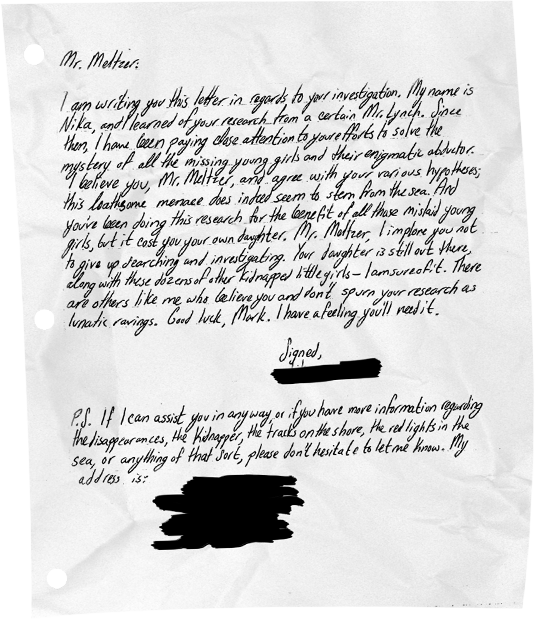 Mr. Meltzer:
I am writing you this letter in regards to your investigation. My name is
Nika, and I learned of your research from a certain Mr. Lynch. Since
then, I have been paying close attention to your efforts to solve the
mystery of all the missing young girls and their enigmatic abductor.
I believe you, Mr. Meltzer, and agree with your various hypotheses;
this loathsome menace does indeed seem to stem from the sea. And
you've been doing this research for the benefit of all those mislaid young
girls, but it cost you your own daughter. Mr. Meltzer, I implore you not
to give up searching and investigating. Your daughter is still out there,
along with these dozens of other kidnapped little girls – I am sure of it. There
are others like me who believe you and don't spurn your research as
lunatic ravings. Good luck, Mark. I have a feeling you'll need it.
Signed,
P.S. If I can assist you in any way or if you have more information regarding
the disappearances, the kidnapper, the tracks on the shore, the red lights in the
sea, or anything of that sort, please don't hesitate to let me know. My
address is: